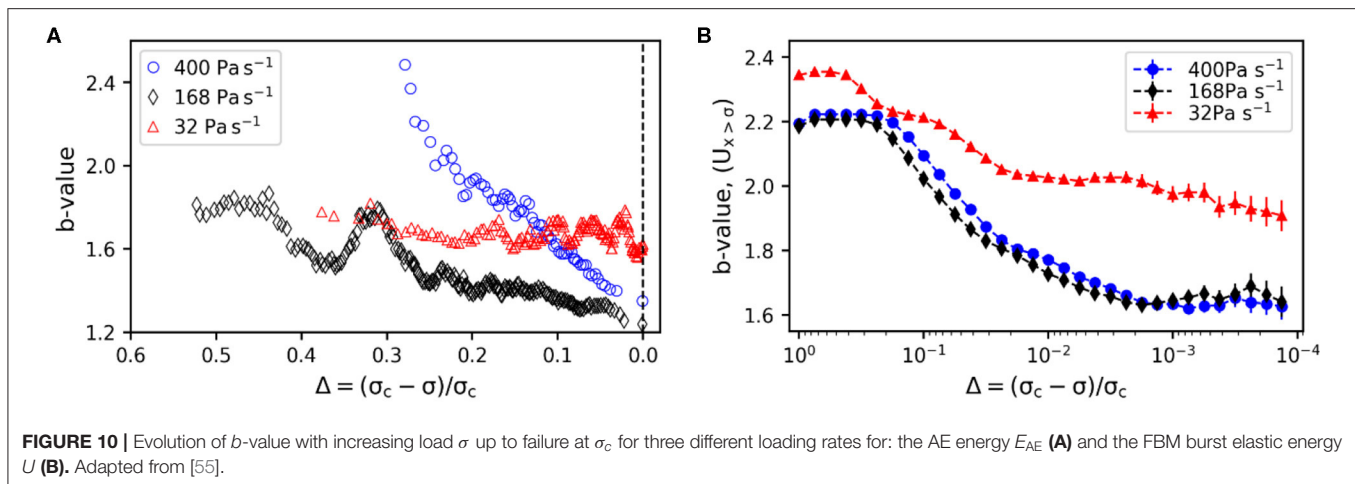 A
b-value
2.4
2.0
1.6
1.2
400 Pa s⁻¹
168 Pa s⁻¹
32 Pa s⁻¹
0.6 0.5 0.4 0.3 0.2 0.1 0.0
Δ = (σc − σ)/σc
B
b-value, (Ux > σ)
2.4
2.2
2.0
1.8
1.6
400Pa s⁻¹
168Pa s⁻¹
32Pa s⁻¹
10⁰ 10⁻¹ 10⁻² 10⁻³ 10⁻⁴
Δ = (σc − σ)/σc
FIGURE 10 | Evolution of b-value with increasing load σ up to failure at σc for three different loading rates for: the AE energy EAE (A) and the FBM burst elastic energy
U (B). Adapted from [55].